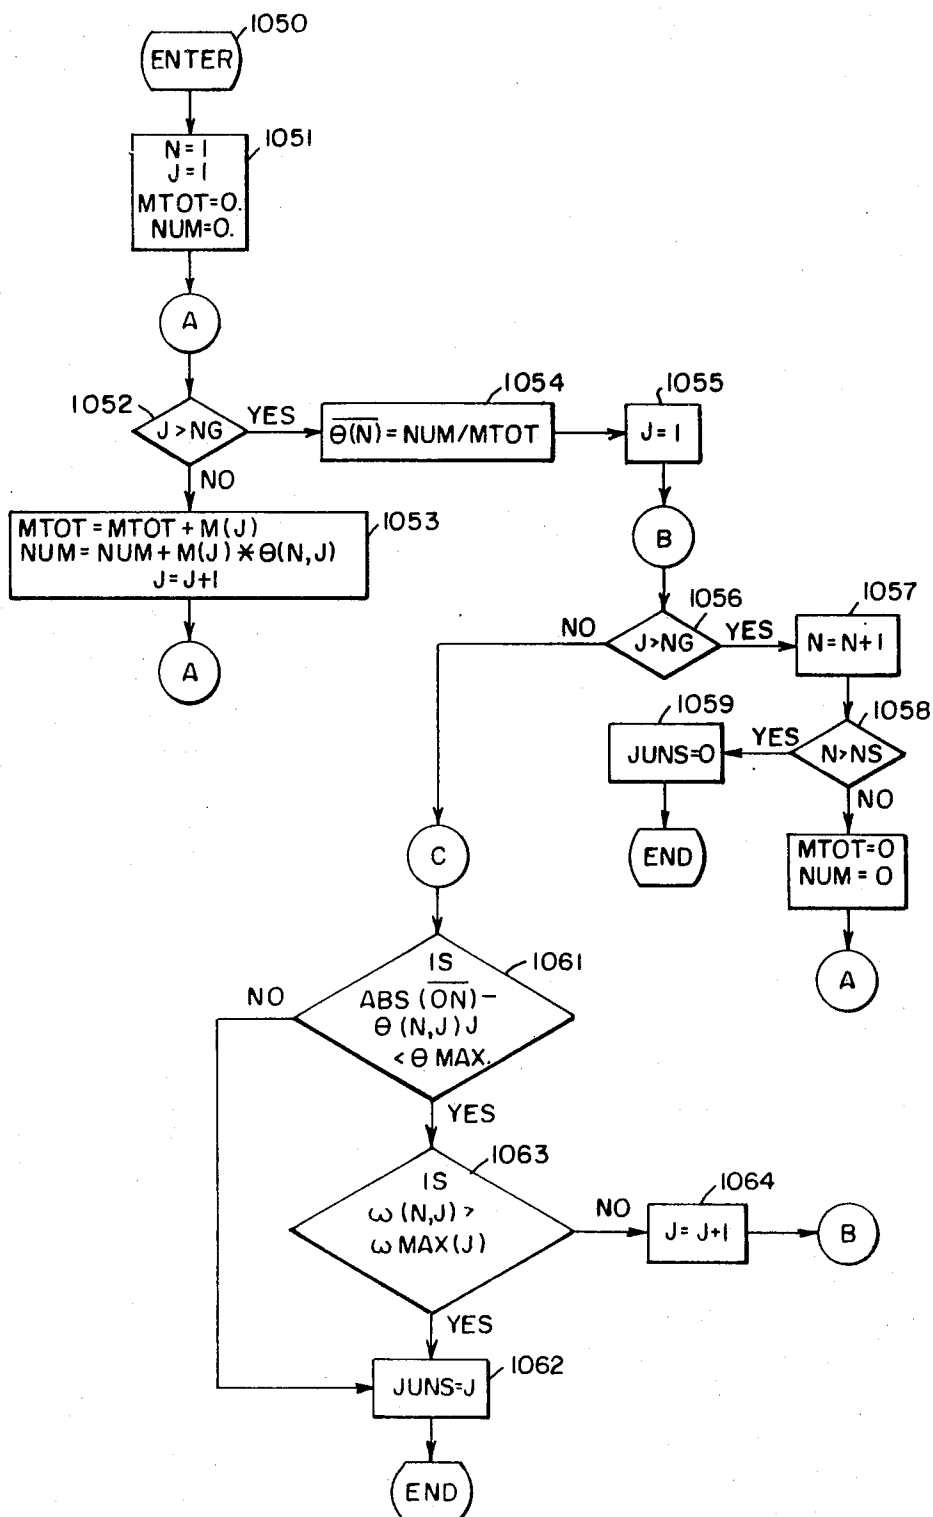 1050
ENTER
1051
N=1
J=1
MTOT=0.
NUM=0.
A
1052
J>NG
YES
NO
1054
θ(N)=NUM/MTOT
1055
J=1
1053
MTOT=MTOT+M(J)
NUM=NUM+M(J)*θ(N,J)
J=J+1
A
B
1056
J>NG
NO
YES
1057
N=N+1
1058
N>NS
YES
NO
1059
JUNS=0
END
MTOT=0
NUM=0
A
C
1061
IS
ABS(ON)-
θ(N,J)J
<θ MAX.
NO
YES
1063
IS
ω(N,J)>
ω MAX(J)
NO
YES
1064
J=J+1
B
1062
JUNS=J
END